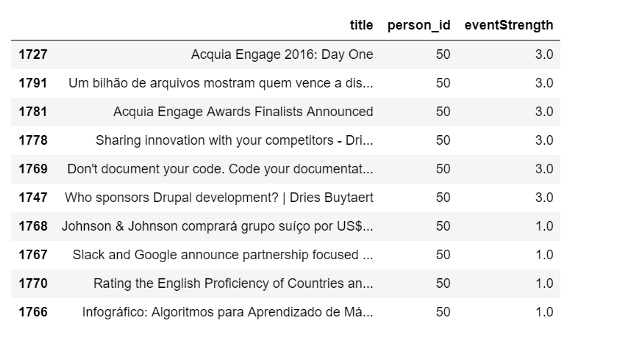 title person_id eventStrength
1727 Acquia Engage 2016: Day One 50 3.0
1791 Um bilhão de arquivos mostram quem vence a dis... 50 3.0
1781 Acquia Engage Awards Finalists Announced 50 3.0
1778 Sharing innovation with your competitors - Dri... 50 3.0
1769 Don't document your code. Code your documentat... 50 3.0
1747 Who sponsors Drupal development? | Dries Buytaert 50 3.0
1768 Johnson & Johnson comprará grupo suíço por US$... 50 1.0
1767 Slack and Google announce partnership focused ... 50 1.0
1770 Rating the English Proficiency of Countries an... 50 1.0
1766 Infográfico: Algoritmos para Aprendizado de Má... 50 1.0